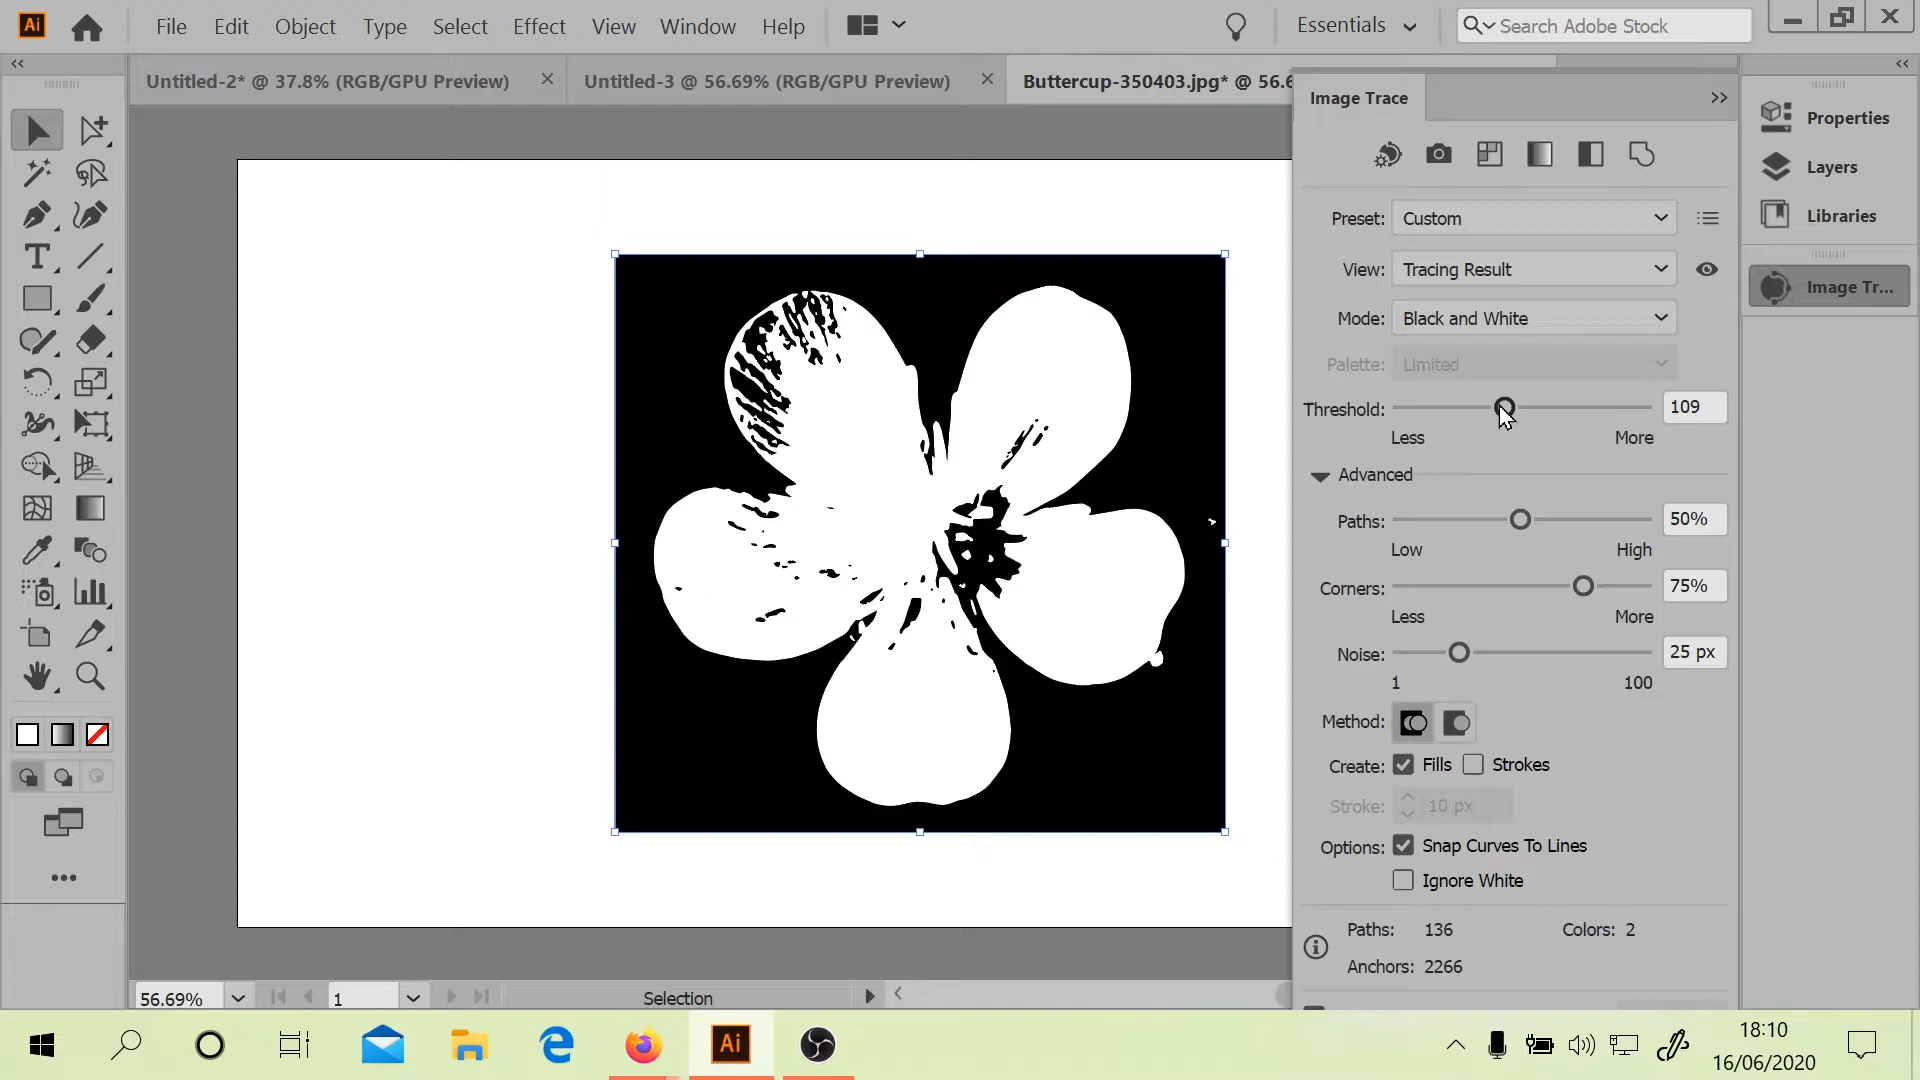 Ai File Edit Object Type Select Effect View Window Help Essentials Search Adobe Stock
Untitled-2* @ 37.8% (RGB/GPU Preview) Untitled-3 @ 56.69% (RGB/GPU Preview) Buttercup-350403.jpg* @ 56.6
Image Trace
Properties
Layers
Libraries
Image Tr...
Preset: Custom
View: Tracing Result
Mode: Black and White
Palette: Limited
Threshold: 109
Less More
Advanced
Paths: 50%
Low High
Corners: 75%
Less More
Noise: 25 px
1 100
Method:
Create: Fills Strokes
Stroke: 10 px
Options: Snap Curves To Lines
Ignore White
Paths: 136 Colors: 2
Anchors: 2266
56.69% 1 Selection
Ai
18:10
16/06/2020